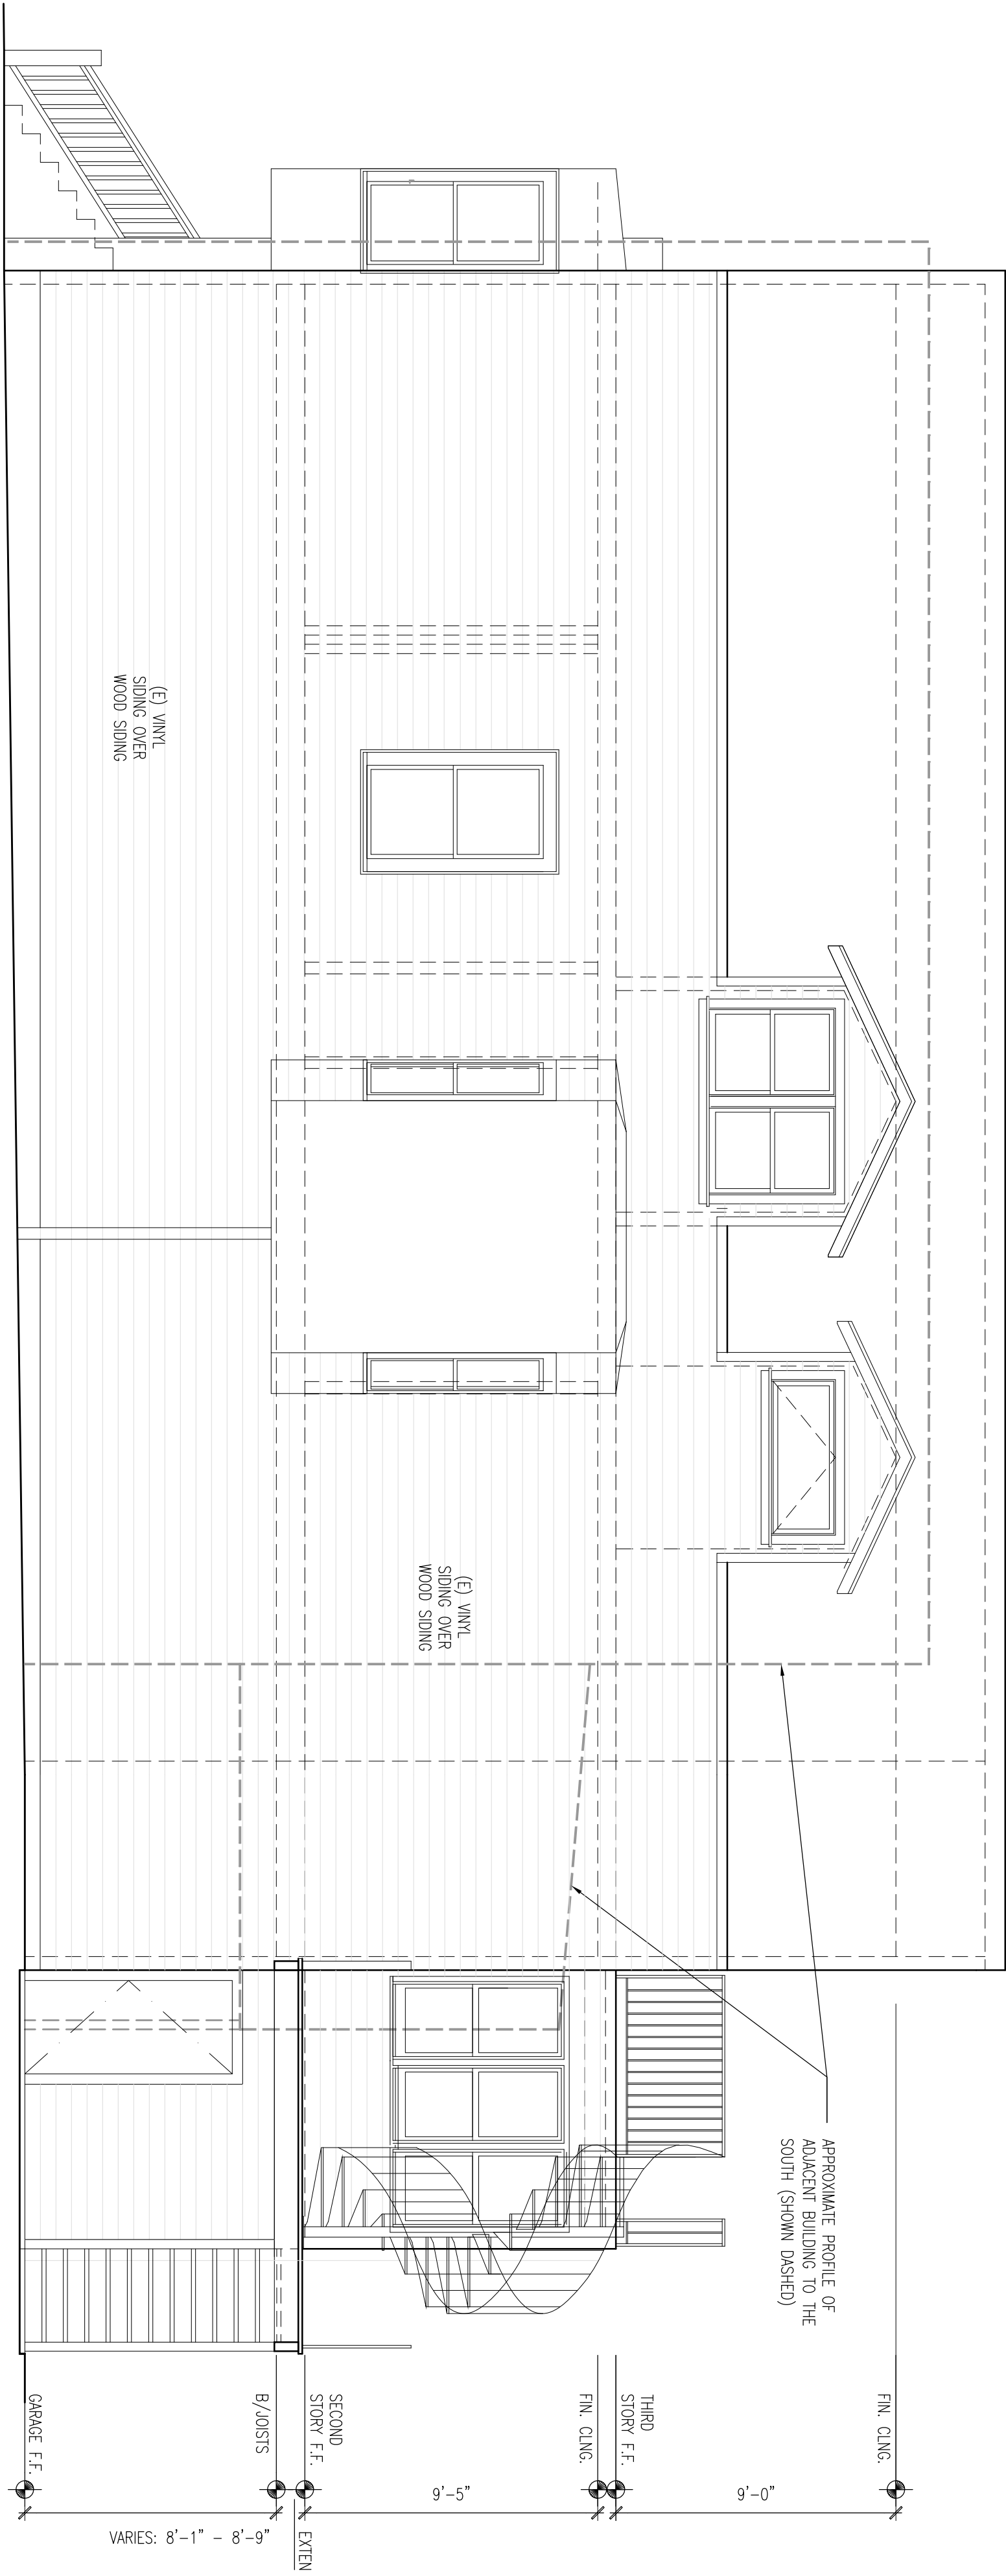 (E) VINYL
SIDING OVER
WOOD SIDING
(E) VINYL
SIDING OVER
WOOD SIDING
APPROXIMATE PROFILE OF
ADJACENT BUILDING TO THE
SOUTH (SHOWN DASHED)
FIN. CLNG.
9'-0"
THIRD
STORY F.F.
FIN. CLNG.
9'-5"
SECOND
STORY F.F.
EXTEN
B/JOISTS
VARIES: 8'-1" - 8'-9"
GARAGE F.F.